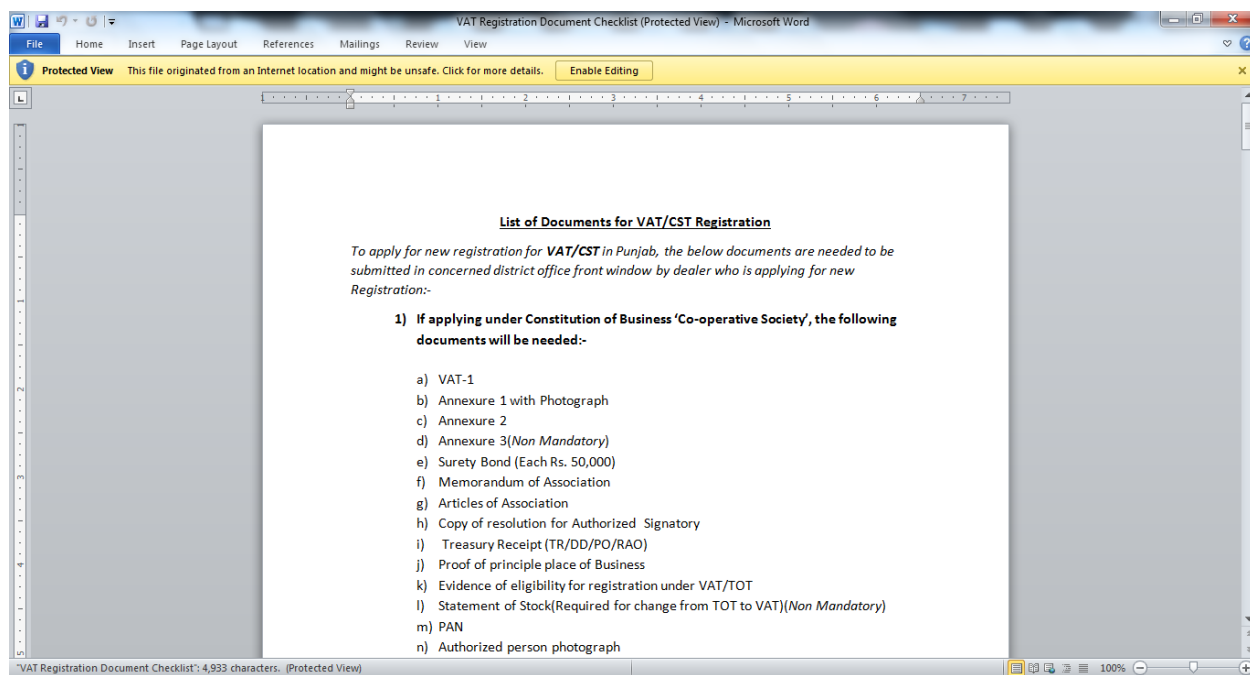 VAT Registration Document Checklist (Protected View) - Microsoft Word
File Home Insert Page Layout References Mailings Review View
Protected View This file originated from an Internet location and might be unsafe. Click for more details. Enable Editing
1 2 3 4 5 6 7
List of Documents for VAT/CST Registration
To apply for new registration for VAT/CST in Punjab, the below documents are needed to be
submitted in concerned district office front window by dealer who is applying for new
Registration:-
1) If applying under Constitution of Business ‘Co-operative Society’, the following
documents will be needed:-
a) VAT-1
b) Annexure 1 with Photograph
c) Annexure 2
d) Annexure 3(Non Mandatory)
e) Surety Bond (Each Rs. 50,000)
f) Memorandum of Association
g) Articles of Association
h) Copy of resolution for Authorized Signatory
i) Treasury Receipt (TR/DD/PO/RAO)
j) Proof of principle place of Business
k) Evidence of eligibility for registration under VAT/TOT
l) Statement of Stock(Required for change from TOT to VAT)(Non Mandatory)
m) PAN
n) Authorized person photograph
"VAT Registration Document Checklist": 4,933 characters. (Protected View) 100%